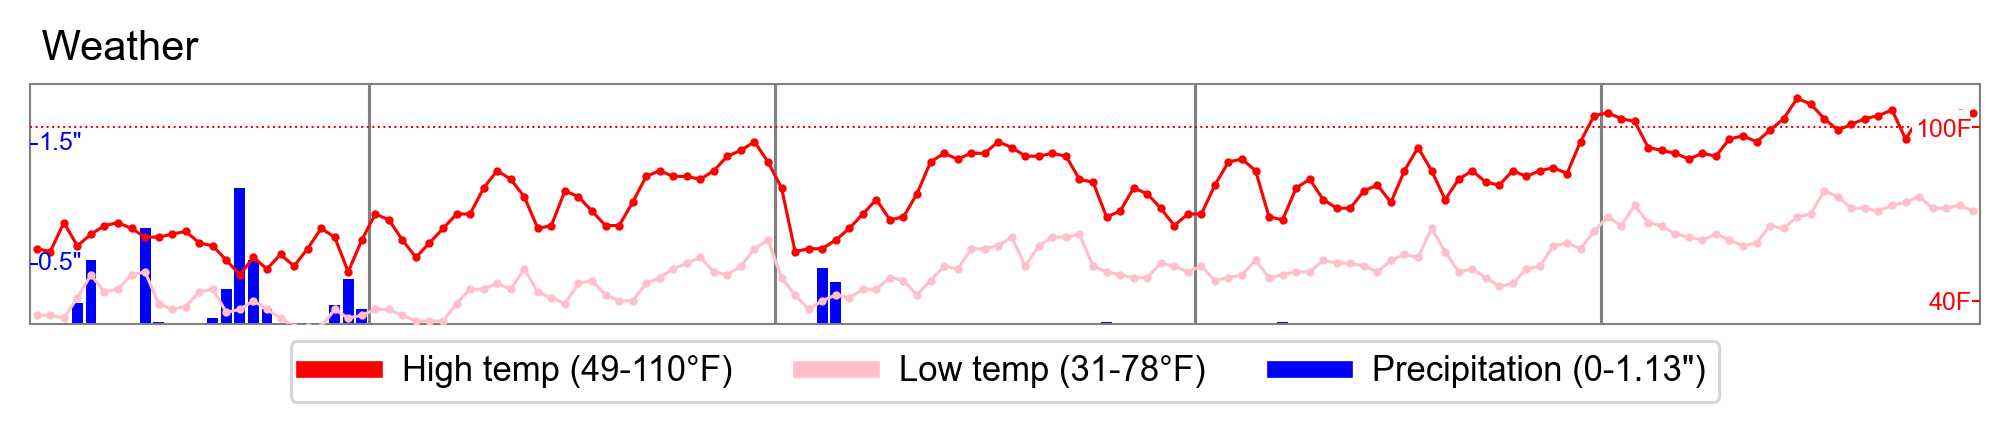 Weather
1.5"
100F
0.5"
40F
High temp (49-110°F) Low temp (31-78°F) Precipitation (0-1.13")